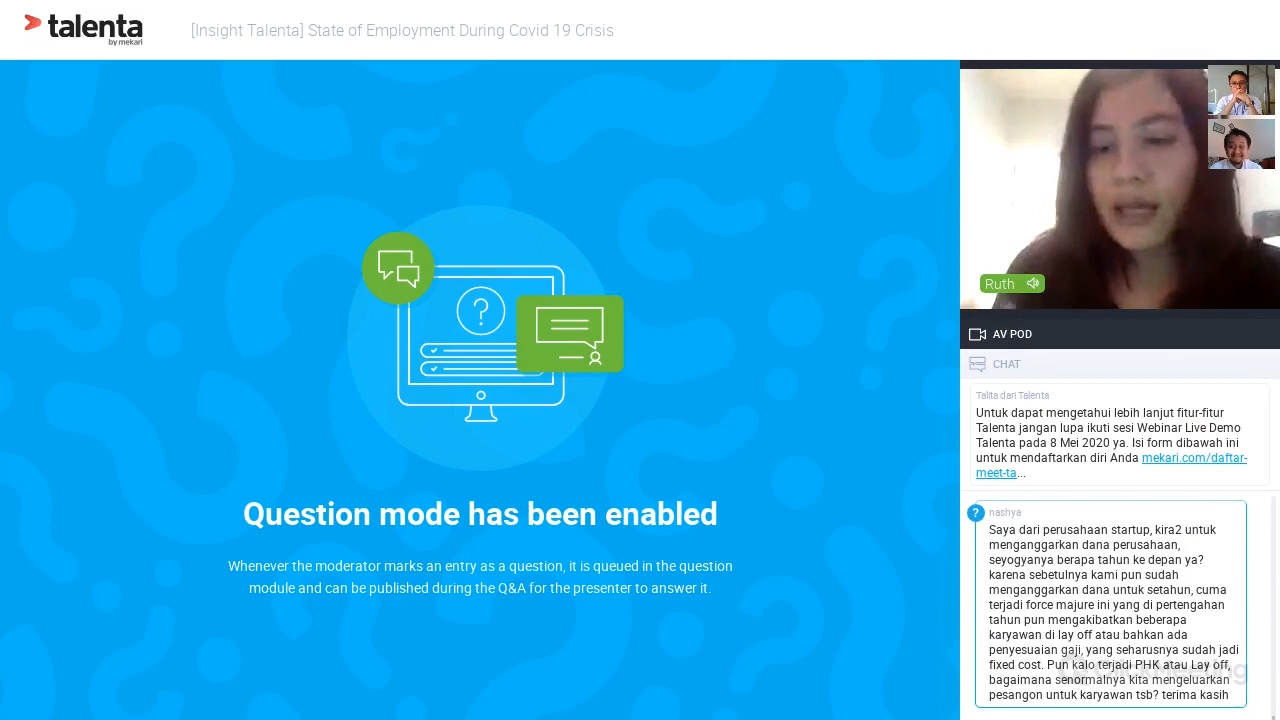 talenta
by mekari
[Insight Talenta] State of Employment During Covid 19 Crisis
Question mode has been enabled
Whenever the moderator marks an entry as a question, it is queued in the question
module and can be published during the Q&A for the presenter to answer it.
Ruth
AV POD
CHAT
Talita dari Talenta
Untuk dapat mengetahui lebih lanjut fitur-fitur
Talenta jangan lupa ikuti sesi Webinar Live Demo
Talenta pada 8 Mei 2020 ya. Isi form dibawah ini
untuk mendaftarkan diri Anda mekari.com/daftar-
meet-ta...
?
nashya
Saya dari perusahaan startup, kira2 untuk
menganggarkan dana perusahaan,
seyogyanya berapa tahun ke depan ya?
karena sebetulnya kami pun sudah
menganggarkan dana untuk setahun, cuma
terjadi force majure ini yang di pertengahan
tahun pun mengakibatkan beberapa
karyawan di lay off atau bahkan ada
penyesuaian gaji, yang seharusnya sudah jadi
fixed cost. Pun kalo terjadi PHK atau Lay off,
bagaimana senormalnya kita mengeluarkan
pesangon untuk karyawan tsb? terima kasih